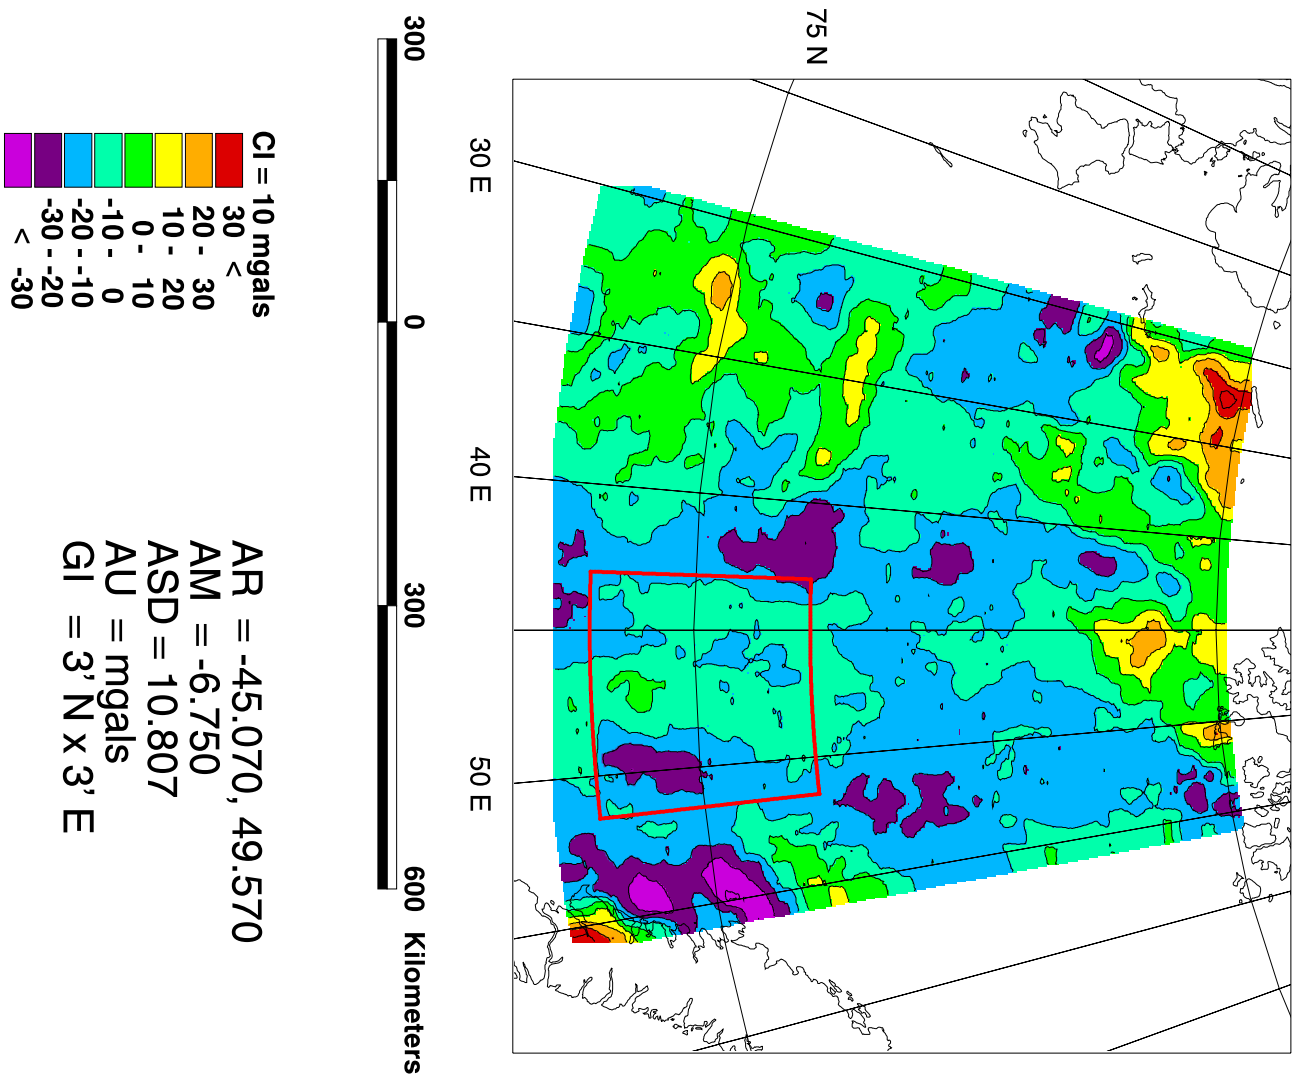 75 N
30 E
40 E
50 E
300 0 300 600 Kilometers
CI = 10 mgals
30 <
20 - 30
10 - 20
0 - 10
-10 - 0
-20 - -10
-30 - -20
< -30
AR = -45.070, 49.570
AM = -6.750
ASD = 10.807
AU = mgals
GI = 3' N x 3' E